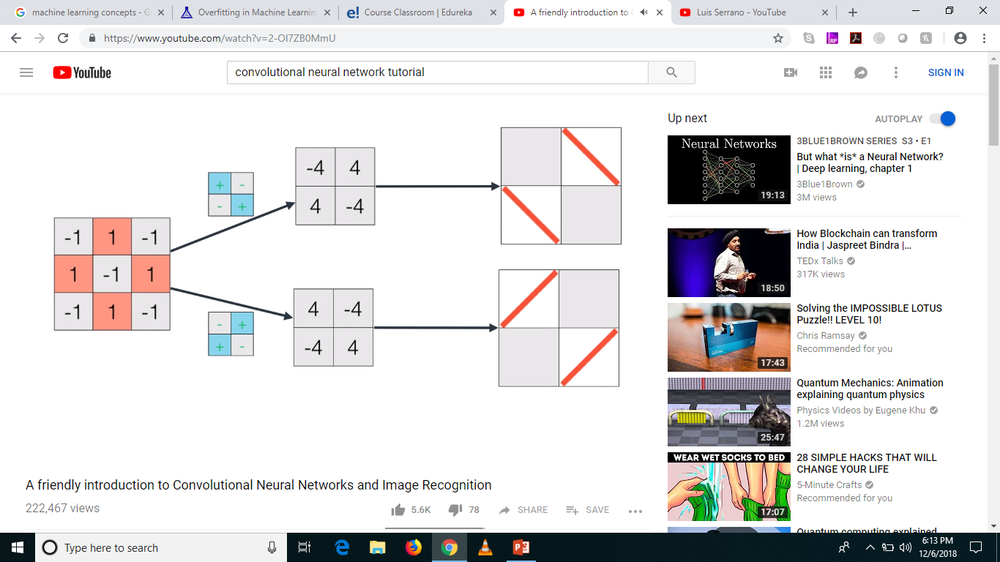 machine learning concepts - G
Overfitting in Machine Learnin
Course Classroom | Edureka
A friendly introduction to C
Luis Serrano - YouTube
https://www.youtube.com/watch?v=2-Ol7ZB0MmU
YouTube
convolutional neural network tutorial
SIGN IN
-1 1 -1
1 -1 1
-1 1 -1
+ -
- +
-4 4
4 -4
- +
+ -
4 -4
-4 4
A friendly introduction to Convolutional Neural Networks and Image Recognition
222,467 views
5.6K
78
SHARE
SAVE
Up next
AUTOPLAY
Neural Networks
19:13
3BLUE1BROWN SERIES S3 • E1
But what *is* a Neural Network?
| Deep learning, chapter 1
3Blue1Brown
3M views
18:50
How Blockchain can transform
India | Jaspreet Bindra |...
TEDx Talks
317K views
17:43
Solving the IMPOSSIBLE LOTUS
Puzzle!! LEVEL 10!
Chris Ramsay
Recommended for you
25:47
Quantum Mechanics: Animation
explaining quantum physics
Physics Videos by Eugene Khu
1.2M views
WEAR WET SOCKS TO BED
17:07
28 SIMPLE HACKS THAT WILL
CHANGE YOUR LIFE
5-Minute Crafts
Recommended for you
Quantum computing explained
Type here to search
6:13 PM
12/6/2018